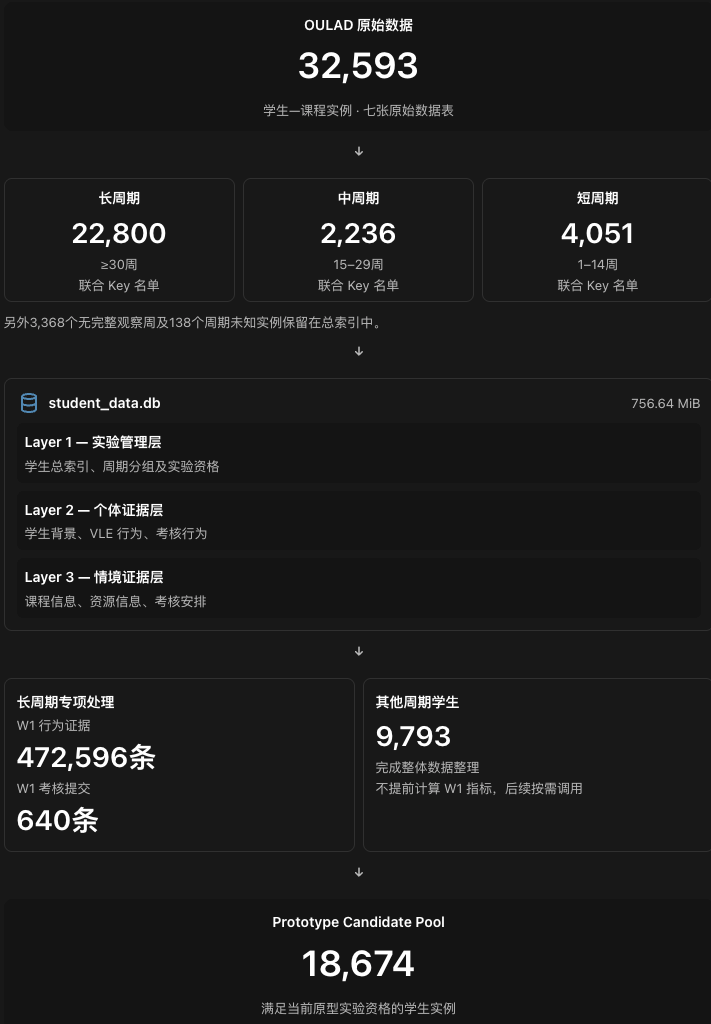 OULAD 原始数据
32,593
学生—课程实例 · 七张原始数据表
↓
长周期
22,800
≥30周
联合 Key 名单
中周期
2,236
15–29周
联合 Key 名单
短周期
4,051
1–14周
联合 Key 名单
另外3,368个无完整观察周及138个周期未知实例保留在总索引中。
↓
student_data.db
756.64 MiB
Layer 1 — 实验管理层
学生总索引、周期分组及实验资格
Layer 2 — 个体证据层
学生背景、VLE 行为、考核行为
Layer 3 — 情境证据层
课程信息、资源信息、考核安排
↓
长周期专项处理
W1 行为证据
472,596条
W1 考核提交
640条
其他周期学生
9,793
完成整体数据整理
不提前计算 W1 指标，后续按需调用
↓
Prototype Candidate Pool
18,674
满足当前原型实验资格的学生实例